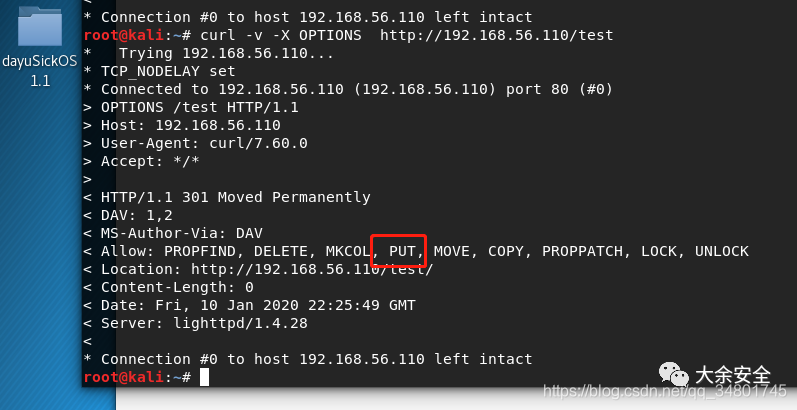 <
* Connection #0 to host 192.168.56.110 left intact
root@kali:~# curl -v -X OPTIONS  http://192.168.56.110/test
*   Trying 192.168.56.110...
* TCP_NODELAY set
* Connected to 192.168.56.110 (192.168.56.110) port 80 (#0)
> OPTIONS /test HTTP/1.1
> Host: 192.168.56.110
> User-Agent: curl/7.60.0
> Accept: */*
>
< HTTP/1.1 301 Moved Permanently
< DAV: 1,2
< MS-Author-Via: DAV
< Allow: PROPFIND, DELETE, MKCOL, PUT, MOVE, COPY, PROPPATCH, LOCK, UNLOCK
< Location: http://192.168.56.110/test/
< Content-Length: 0
< Date: Fri, 10 Jan 2020 22:25:49 GMT
< Server: lighttpd/1.4.28
<
* Connection #0 to host 192.168.56.110 left intact
root@kali:~#
dayuSickOS
1.1
大余安全
https://blog.csdn.net/qq_34801745